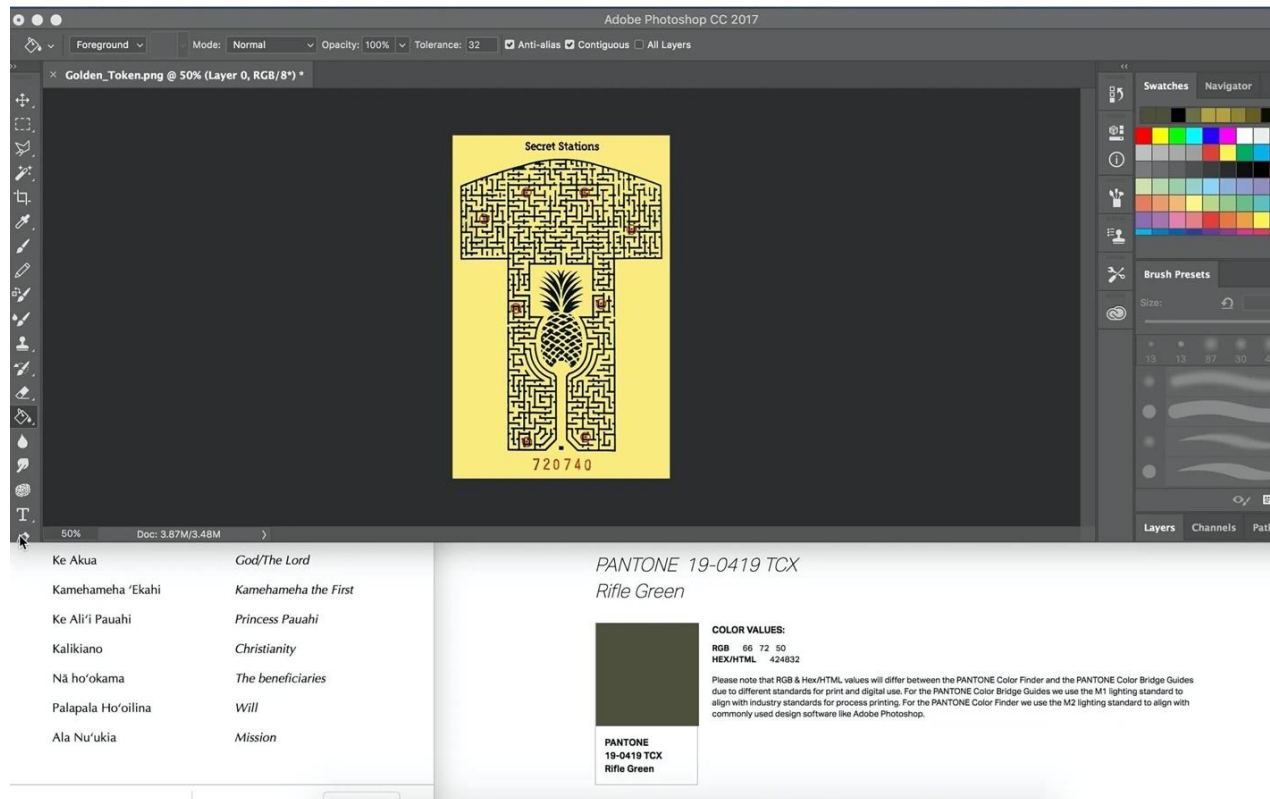 Adobe Photoshop CC 2017
Foreground Mode: Normal Opacity: 100% Tolerance: 32 Anti-alias Contiguous All Layers
× Golden_Token.png @ 50% (Layer 0, RGB/8*) *
Swatches Navigator
Secret Stations
720740
Brush Presets
Size:
13 13 87 30
Layers Channels
50% Doc: 3.87M/3.48M
Ke Akua God/The Lord
Kamehameha ʻEkahi Kamehameha the First
Ke Aliʻi Pauahi Princess Pauahi
Kalikiano Christianity
Nā hoʻokama The beneficiaries
Palapala Hoʻoilina Will
Ala Nuʻukia Mission
PANTONE 19-0419 TCX
Rifle Green
COLOR VALUES:
RGB 66 72 50
HEX/HTML 424832
Please note that RGB & Hex/HTML values will differ between the PANTONE Color Finder and the PANTONE Color Bridge Guides
due to different standards for print and digital use. For the PANTONE Color Bridge Guides we use the M1 lighting standard to
align with industry standards for process printing. For the PANTONE Color Finder we use the M2 lighting standard to align with
commonly used design software like Adobe Photoshop.
PANTONE
19-0419 TCX
Rifle Green